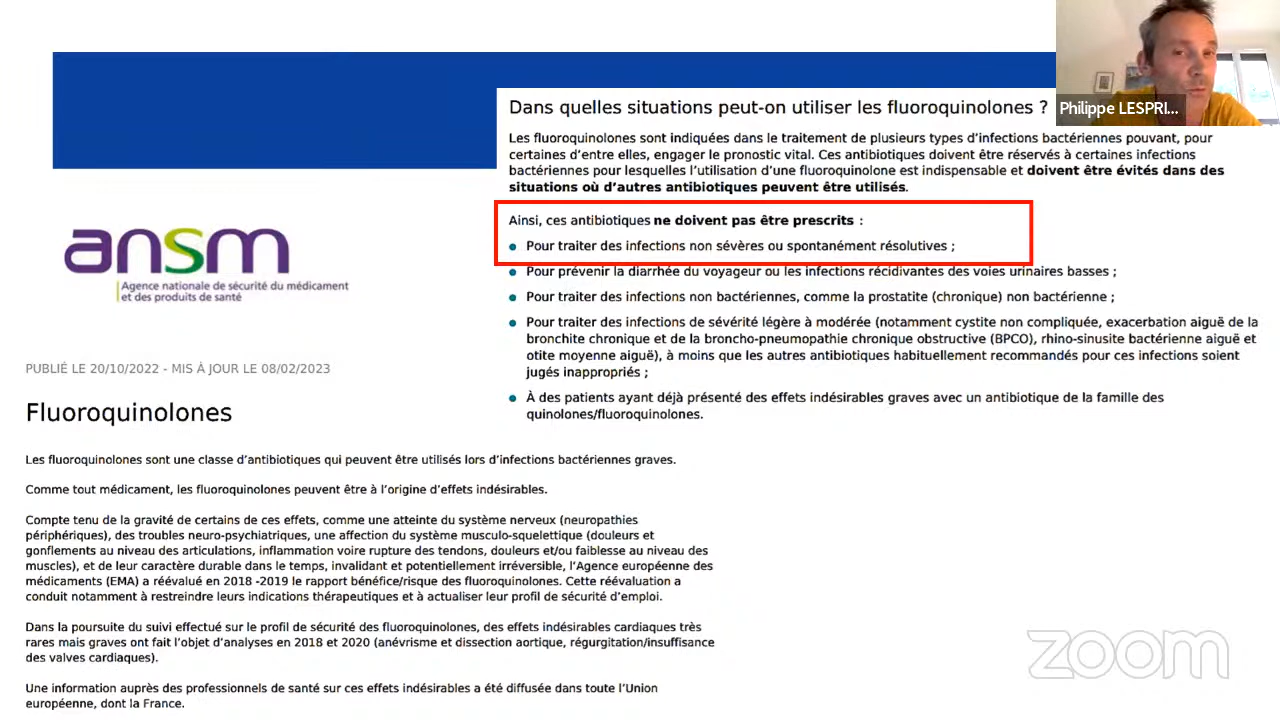 Philippe LESPRI...
Dans quelles situations peut-on utiliser les fluoroquinolones ?
Les fluoroquinolones sont indiquées dans le traitement de plusieurs types d'infections bactériennes pouvant, pour
certaines d'entre elles, engager le pronostic vital. Ces antibiotiques doivent être réservés à certaines infections
bactériennes pour lesquelles l'utilisation d'une fluoroquinolone est indispensable et doivent être évités dans des
situations où d'autres antibiotiques peuvent être utilisés.
Ainsi, ces antibiotiques ne doivent pas être prescrits :
Pour traiter des infections non sévères ou spontanément résolutives ;
Pour prévenir la diarrhée du voyageur ou les infections récidivantes des voies urinaires basses ;
Pour traiter des infections non bactériennes, comme la prostatite (chronique) non bactérienne ;
Pour traiter des infections de sévérité légère à modérée (notamment cystite non compliquée, exacerbation aiguë de la
bronchite chronique et de la broncho-pneumopathie chronique obstructive (BPCO), rhino-sinusite bactérienne aiguë et
otite moyenne aiguë), à moins que les autres antibiotiques habituellement recommandés pour ces infections soient
jugés inappropriés ;
À des patients ayant déjà présenté des effets indésirables graves avec un antibiotique de la famille des
quinolones/fluoroquinolones.
ansm
Agence nationale de sécurité du médicament
et des produits de santé
PUBLIÉ LE 20/10/2022 - MIS À JOUR LE 08/02/2023
Fluoroquinolones
Les fluoroquinolones sont une classe d'antibiotiques qui peuvent être utilisés lors d'infections bactériennes graves.
Comme tout médicament, les fluoroquinolones peuvent être à l'origine d'effets indésirables.
Compte tenu de la gravité de certains de ces effets, comme une atteinte du système nerveux (neuropathies
périphériques), des troubles neuro-psychiatriques, une affection du système musculo-squelettique (douleurs et
gonflements au niveau des articulations, inflammation voire rupture des tendons, douleurs et/ou faiblesse au niveau des
muscles), et de leur caractère durable dans le temps, invalidant et potentiellement irréversible, l'Agence européenne des
médicaments (EMA) a réévalué en 2018 -2019 le rapport bénéfice/risque des fluoroquinolones. Cette réévaluation a
conduit notamment à restreindre leurs indications thérapeutiques et à actualiser leur profil de sécurité d'emploi.
Dans la poursuite du suivi effectué sur le profil de sécurité des fluoroquinolones, des effets indésirables cardiaques très
rares mais graves ont fait l'objet d'analyses en 2018 et 2020 (anévrisme et dissection aortique, régurgitation/insuffisance
des valves cardiaques).
Une information auprès des professionnels de santé sur ces effets indésirables a été diffusée dans toute l'Union
européenne, dont la France.
zoom